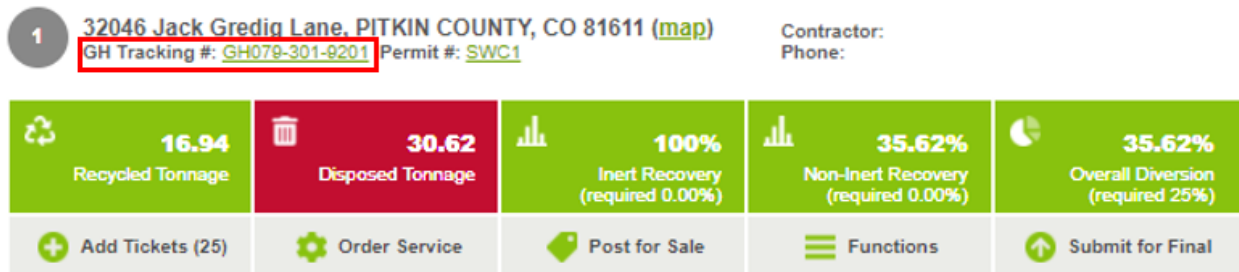 1
32046 Jack Gredig Lane, PITKIN COUNTY, CO 81611 (map)
GH Tracking #: GH079-301-9201 Permit #: SWC1
Contractor:
Phone:
16.94
Recycled Tonnage
30.62
Disposed Tonnage
100%
Inert Recovery
(required 0.00%)
35.62%
Non-Inert Recovery
(required 0.00%)
35.62%
Overall Diversion
(required 25%)
Add Tickets (25)
Order Service
Post for Sale
Functions
Submit for Final